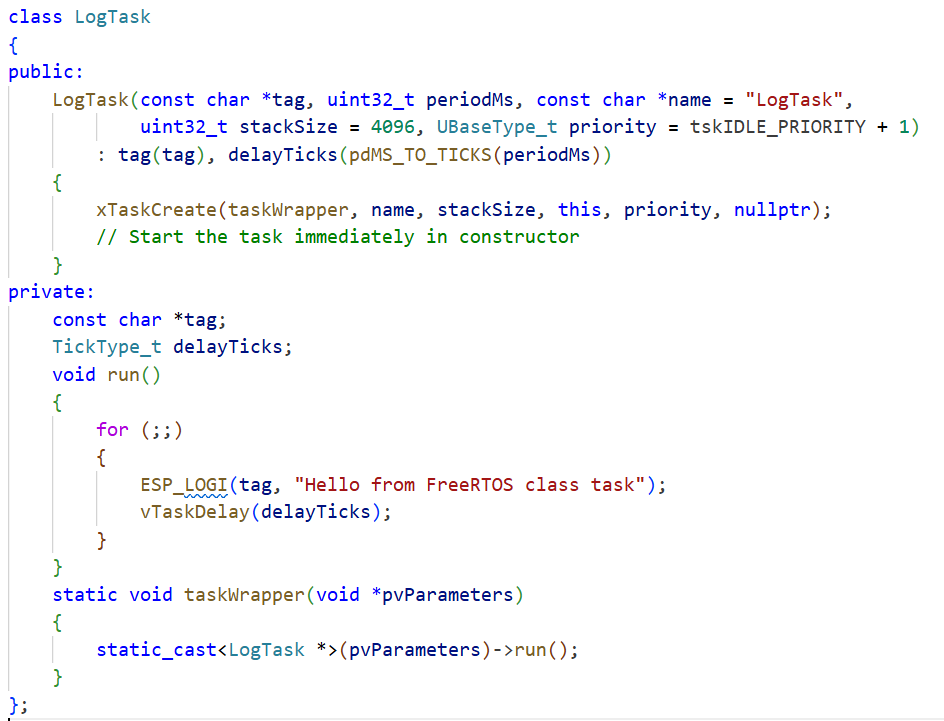 class LogTask
{
public:
    LogTask(const char *tag, uint32_t periodMs, const char *name = "LogTask",
            uint32_t stackSize = 4096, UBaseType_t priority = tskIDLE_PRIORITY + 1)
        : tag(tag), delayTicks(pdMS_TO_TICKS(periodMs))
    {
        xTaskCreate(taskWrapper, name, stackSize, this, priority, nullptr);
        // Start the task immediately in constructor
    }
private:
    const char *tag;
    TickType_t delayTicks;
    void run()
    {
        for (;;)
        {
            ESP_LOGI(tag, "Hello from FreeRTOS class task");
            vTaskDelay(delayTicks);
        }
    }
    static void taskWrapper(void *pvParameters)
    {
        static_cast<LogTask *>(pvParameters)->run();
    }
};